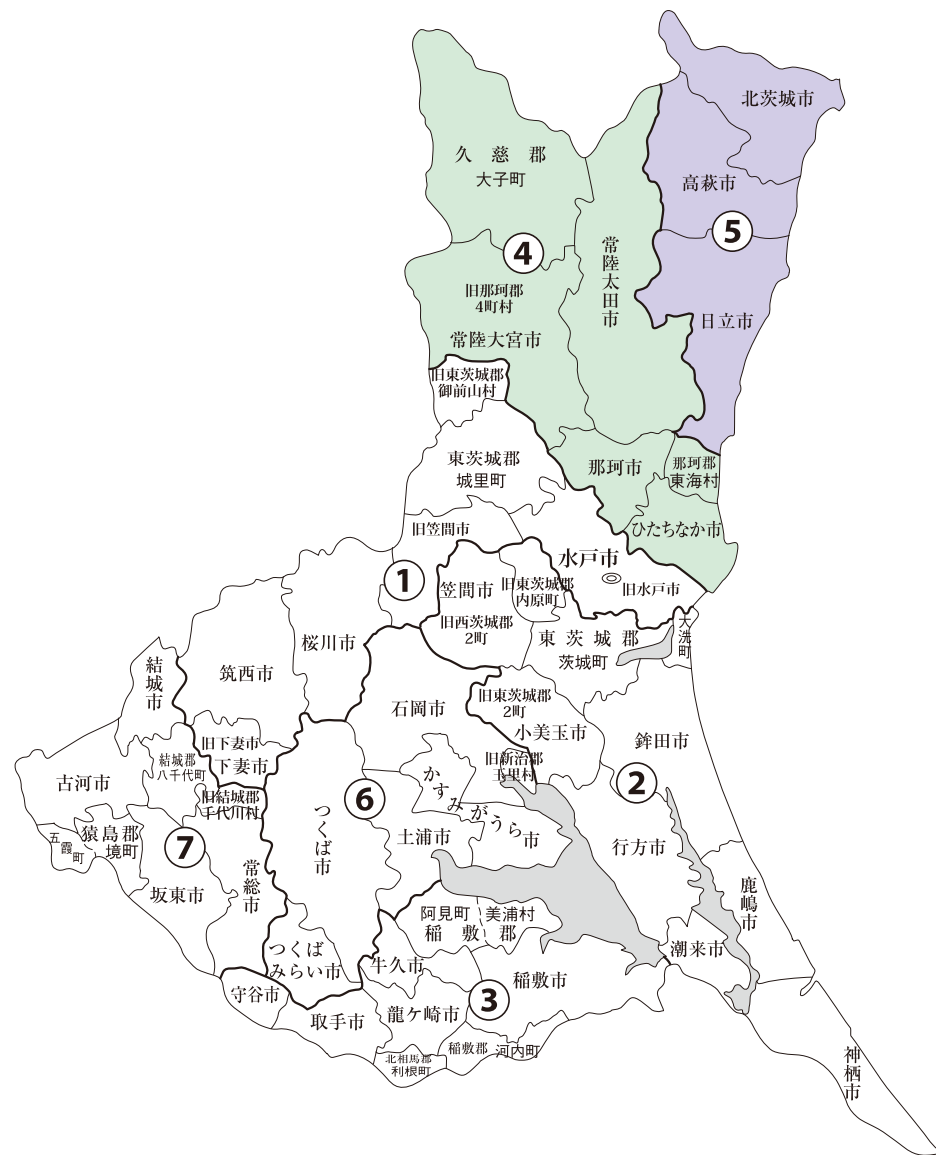 北茨城市
久慈郡
大子町
高萩市
⑤
④
常陸太田市
旧那珂郡
4町村
日立市
常陸大宮市
旧東茨城郡
御前山村
東茨城郡
城里町
那珂市
那珂郡
東海村
旧笠間市
ひたちなか市
水戸市
①
笠間市
旧東茨城郡
内原町
旧水戸市
旧西茨城郡
2町
東茨城郡
茨城町
大洗町
桜川市
筑西市
結城市
石岡市
旧東茨城郡
2町
小美玉市
鉾田市
旧下妻市
下妻市
結城郡
八千代町
旧新治郡
玉里村
古河市
かすみがうら市
②
旧結城郡
千代川村
⑥
つくば市
土浦市
五霞町
猿島郡
境町
⑦
行方市
坂東市
常総市
鹿嶋市
阿見町
美浦村
稲敷郡
潮来市
つくば
みらい市
牛久市
稲敷市
③
守谷市
取手市
龍ケ崎市
稲敷郡
河内町
北相馬郡
利根町
神栖市